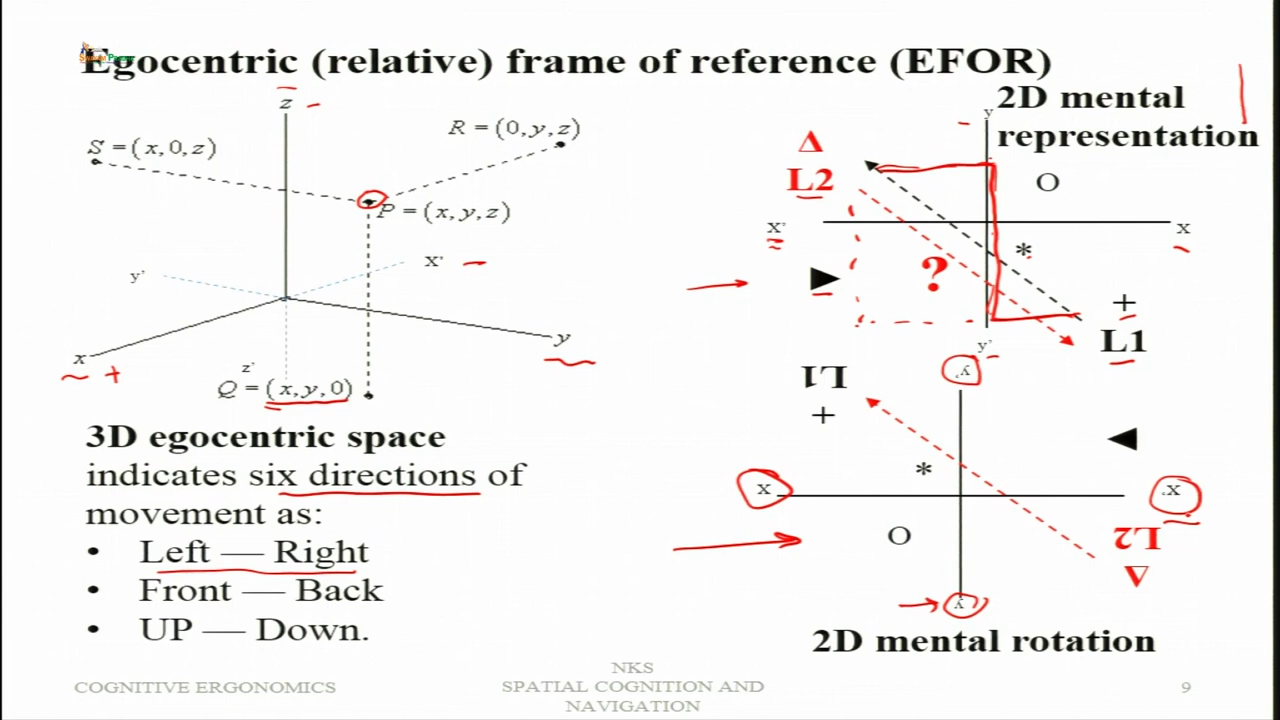 Egocentric (relative) frame of reference (EFOR)
z
S = (x, 0, z)
R = (0, y, z)
P = (x, y, z)
y'
X'
x
+
y
z'
Q = (x, y, 0)
3D egocentric space
indicates six directions of
movement as:
• Left — Right
• Front — Back
• UP — Down.
2D mental
representation
y
Δ
L2
O
X'
x
*
?
+
L1
y'
L1
+
y'
*
x
x'
O
L2
Δ
y
2D mental rotation
COGNITIVE ERGONOMICS
NKS
SPATIAL COGNITION AND
NAVIGATION
9